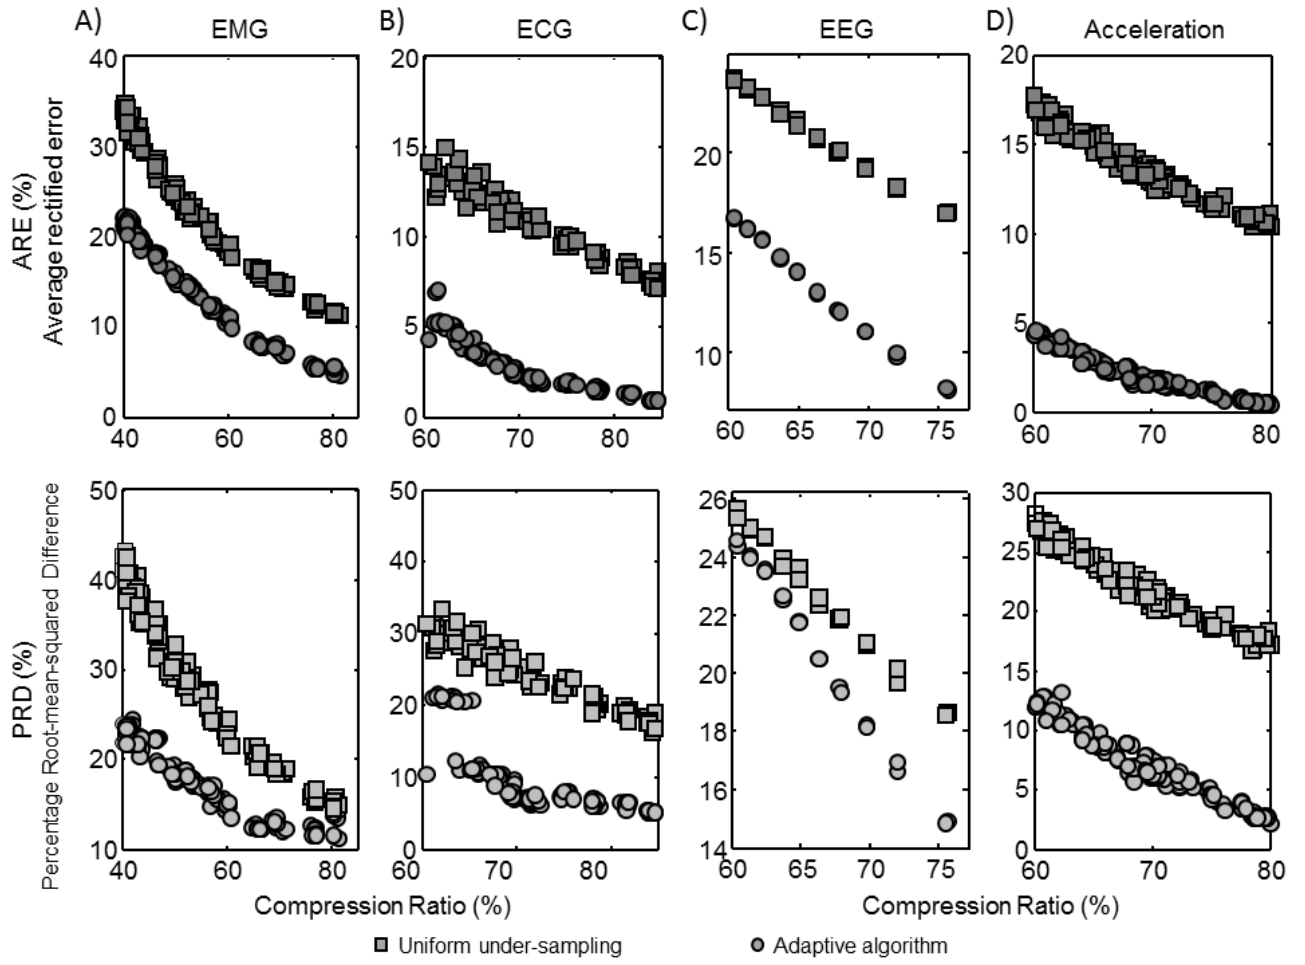 A) EMG B) ECG C) EEG D) Acceleration
ARE (%)
Average rectified error
40
30
20
10
0
40 60 80
20
15
10
5
0
60 70 80
20
15
10
60 65 70 75
20
15
10
5
0
60 70 80
PRD (%)
Percentage Root-mean-squared Difference
50
40
30
20
10
40 60 80
50
40
30
20
10
0
60 70 80
26
24
22
20
18
16
14
60 65 70 75
30
25
20
15
10
5
0
60 70 80
Compression Ratio (%) Compression Ratio (%)
Uniform under-sampling Adaptive algorithm